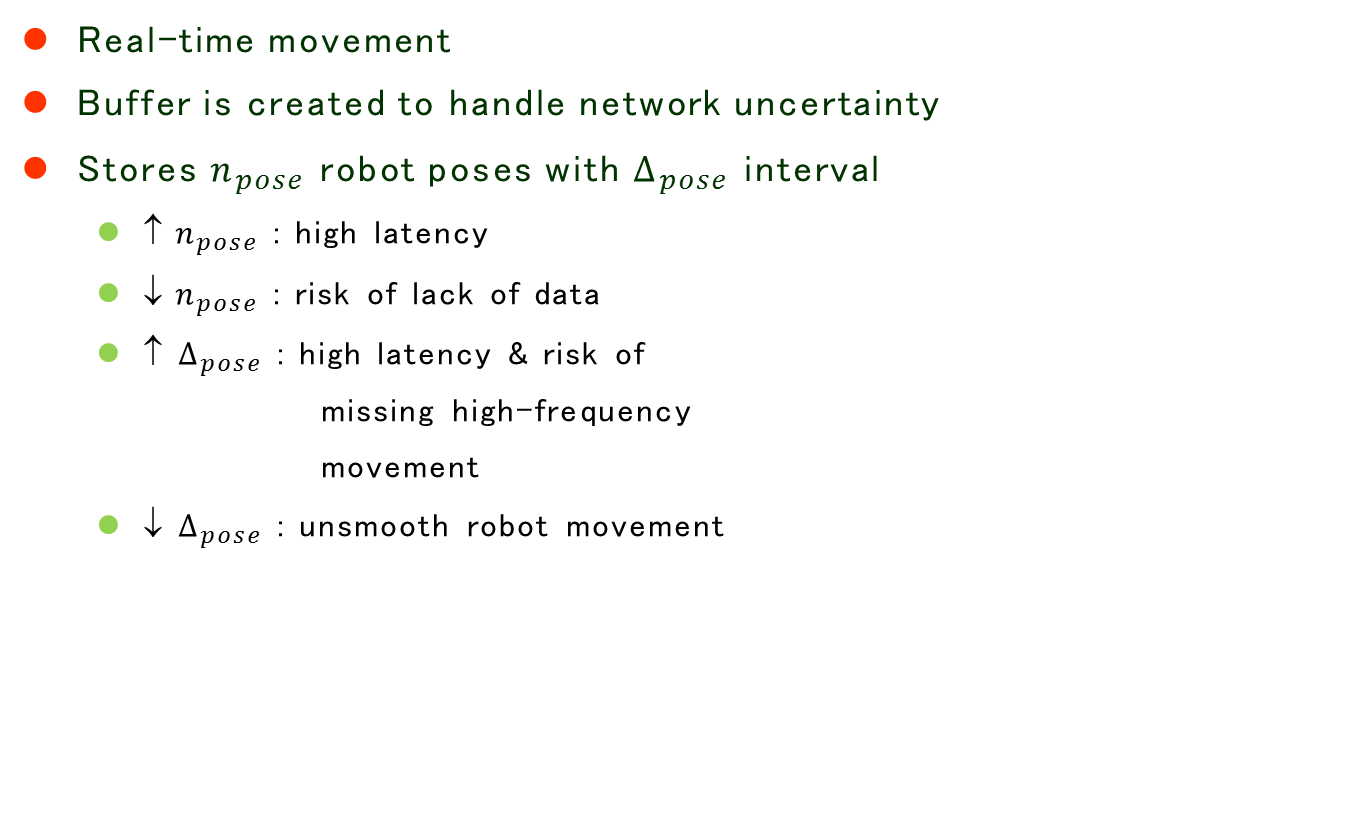 ● Real-time movement
● Buffer is created to handle network uncertainty
● Stores n_pose robot poses with Δ_pose interval
● ↑ n_pose : high latency
● ↓ n_pose : risk of lack of data
● ↑ Δ_pose : high latency & risk of
missing high-frequency
movement
● ↓ Δ_pose : unsmooth robot movement